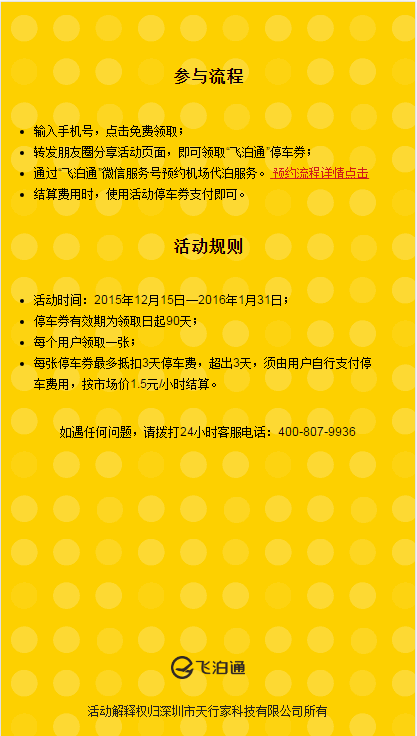 参与流程
输入手机号，点击免费领取；
转发朋友圈分享活动页面，即可领取“飞泊通”停车券；
通过“飞泊通”微信服务号预约机场代泊服务。预约流程详情点击
结算费用时，使用活动停车券支付即可。
活动规则
活动时间：2015年12月15日—2016年1月31日；
停车券有效期为领取日起90天；
每个用户领取一张；
每张停车券最多抵扣3天停车费，超出3天，须由用户自行支付停
车费用，按市场价1.5元/小时结算。
如遇任何问题，请拨打24小时客服电话：400-807-9936
飞泊通
活动解释权归深圳市天行家科技有限公司所有